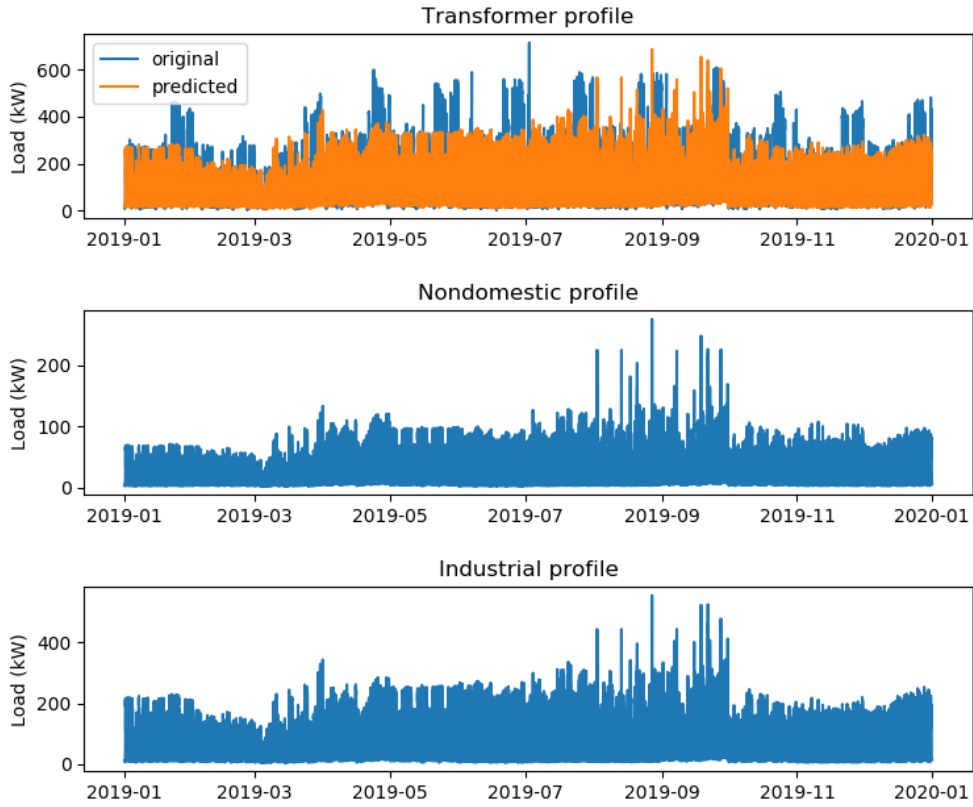 Transformer profile
original
predicted
Load (kW)
600
400
200
0
2019-01 2019-03 2019-05 2019-07 2019-09 2019-11 2020-01
Nondomestic profile
Load (kW)
200
100
0
2019-01 2019-03 2019-05 2019-07 2019-09 2019-11 2020-01
Industrial profile
Load (kW)
400
200
0
2019-01 2019-03 2019-05 2019-07 2019-09 2019-11 2020-01